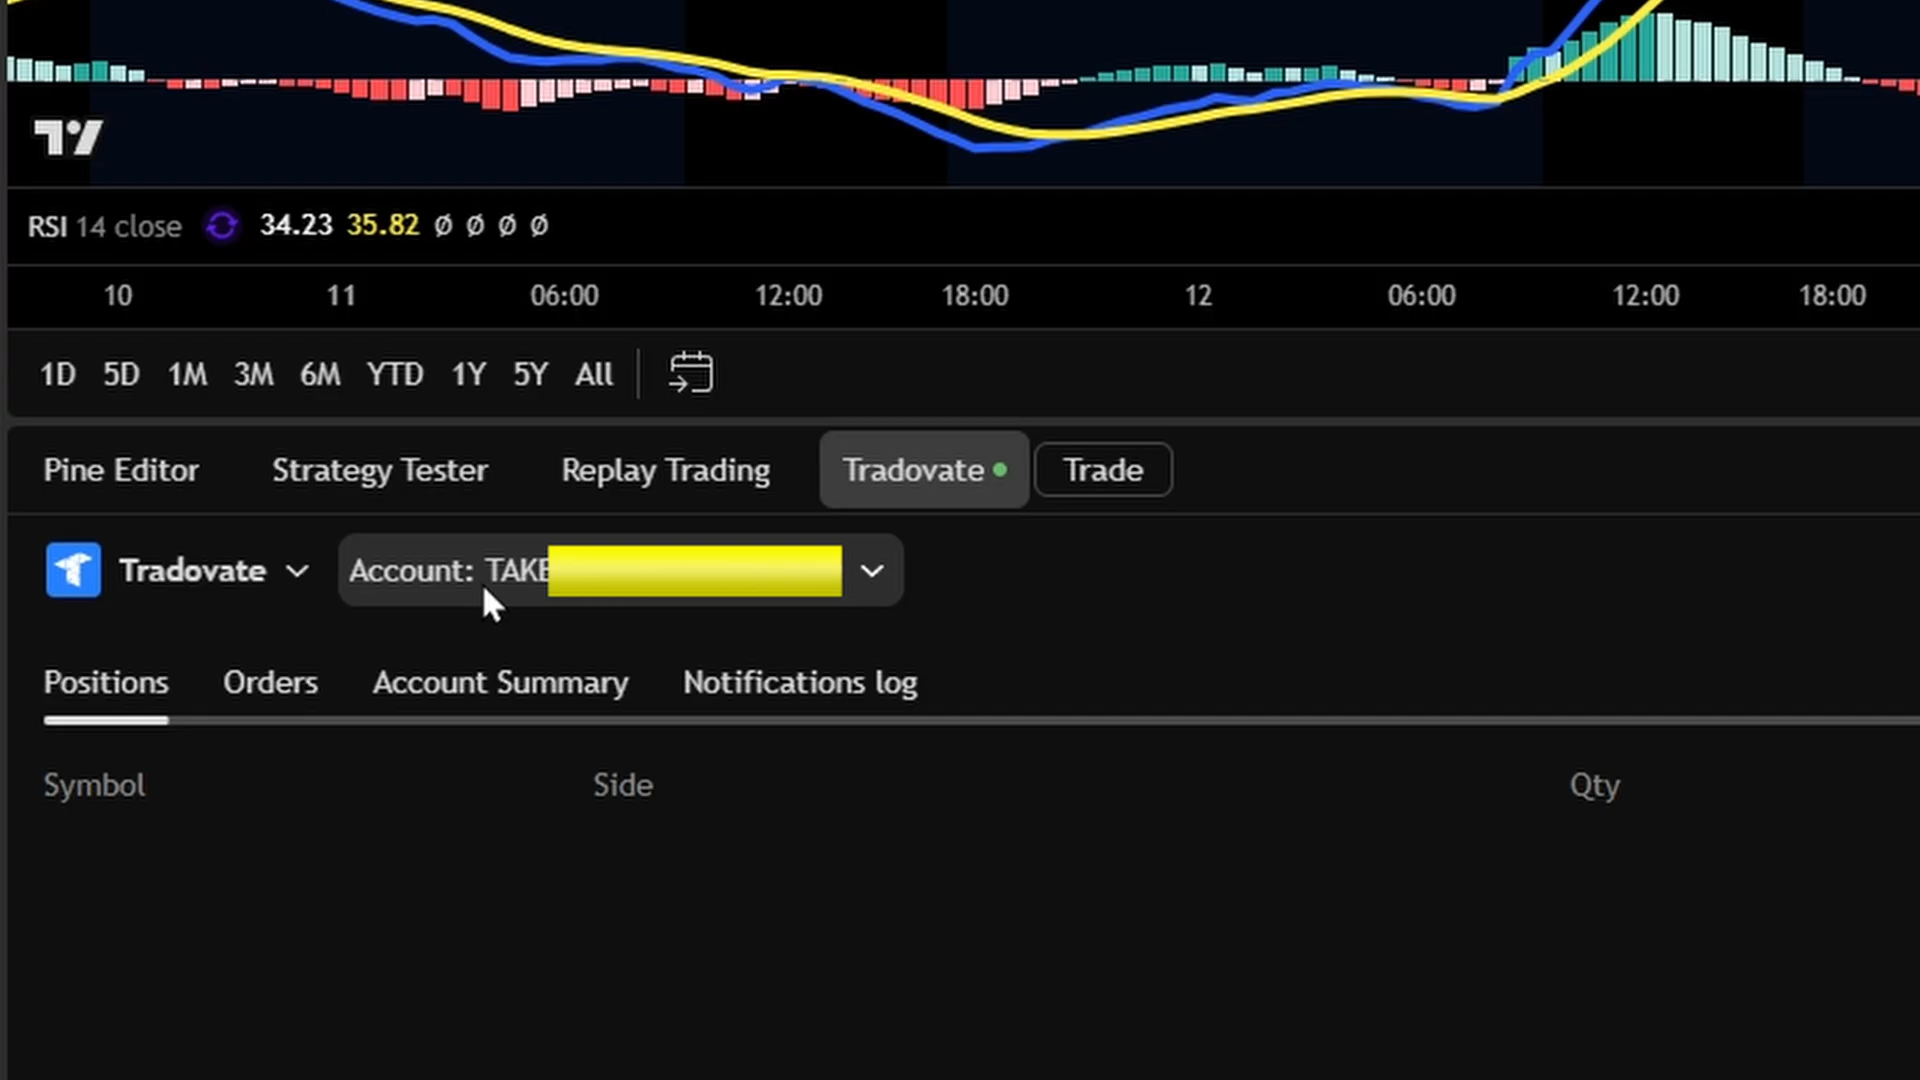 RSI 14 close 34.23 35.82 Ø Ø Ø Ø
10 11 06:00 12:00 18:00 12 06:00 12:00 18:00
1D 5D 1M 3M 6M YTD 1Y 5Y All
Pine Editor Strategy Tester Replay Trading Tradovate Trade
Tradovate Account: TAKE
Positions Orders Account Summary Notifications log
Symbol Side Qty